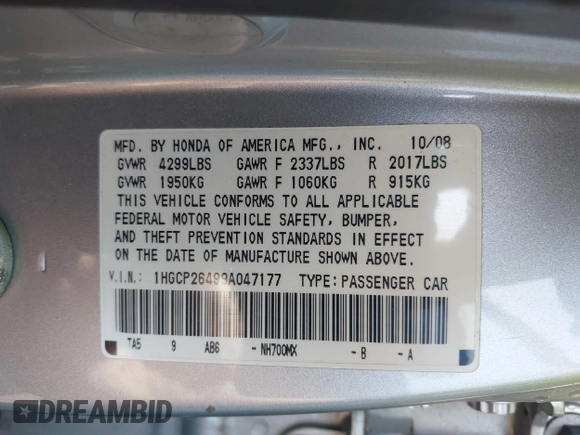 MFD. BY HONDA OF AMERICA MFG., INC. 10/08
GVWR 4299LBS GAWR F 2337LBS R 2017LBS
GVWR 1950KG GAWR F 1060KG R 915KG
THIS VEHICLE CONFORMS TO ALL APPLICABLE
FEDERAL MOTOR VEHICLE SAFETY, BUMPER,
AND THEFT PREVENTION STANDARDS IN EFFECT
ON THE DATE OF MANUFACTURE SHOWN ABOVE.
V.I.N.: 1HGCP26499A047177 TYPE: PASSENGER CAR
TA5 9 AB6 - NH700MX - B - A
DREAMBID